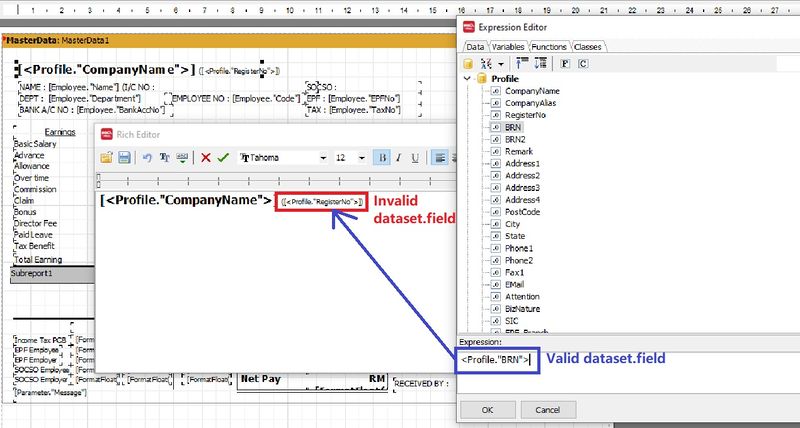 1 2 3 4 5 6 7 8 9 10 11 12 13 14 15 16 17 18 19 20 21 22 23 24 25 26 27
MasterData: MasterData1
[<Profile."CompanyName">] ([<Profile."RegisterNo">])
NAME : [Employee."Name"] (I/C NO : SOCSO :
DEPT : [Employee."Department"] EMPLOYEE NO : [Employee."Code"] EPF : [Employee."EPFNo"]
BANK A/C NO : [Employee."BankAccNo"] TAX : [Employee."TaxNo"]
Earnings
Basic Salary
Advance
Allowance
Over time
Commission
Claim
Bonus
Director Fee
Paid Leave
Tax Benefit
Total Earning
Subreport1
Income Tax PCB [Format
EPF Employee [FormatFl
EPF Employer [FormatFl
SOCSO Employee [FormatFl
SOCSO Employer [FormatFloat( [FormatFloat( [FormatFloat(
[Parameter."Message"]
Net Pay RM
[FormatFloat(
RECEIVED BY :
Rich Editor
Tahoma 12 B I U
[<Profile."CompanyName"> ([<Profile."RegisterNo">])
Invalid
dataset.field
Expression Editor
Data Variables Functions Classes
F C
Profile
CompanyName
CompanyAlias
RegisterNo
BRN
BRN2
Remark
Address1
Address2
Address3
Address4
PostCode
City
State
Phone1
Phone2
Fax1
EMail
Attention
BizNature
SIC
Expression:
<Profile."BRN">
Valid dataset.field
OK Cancel